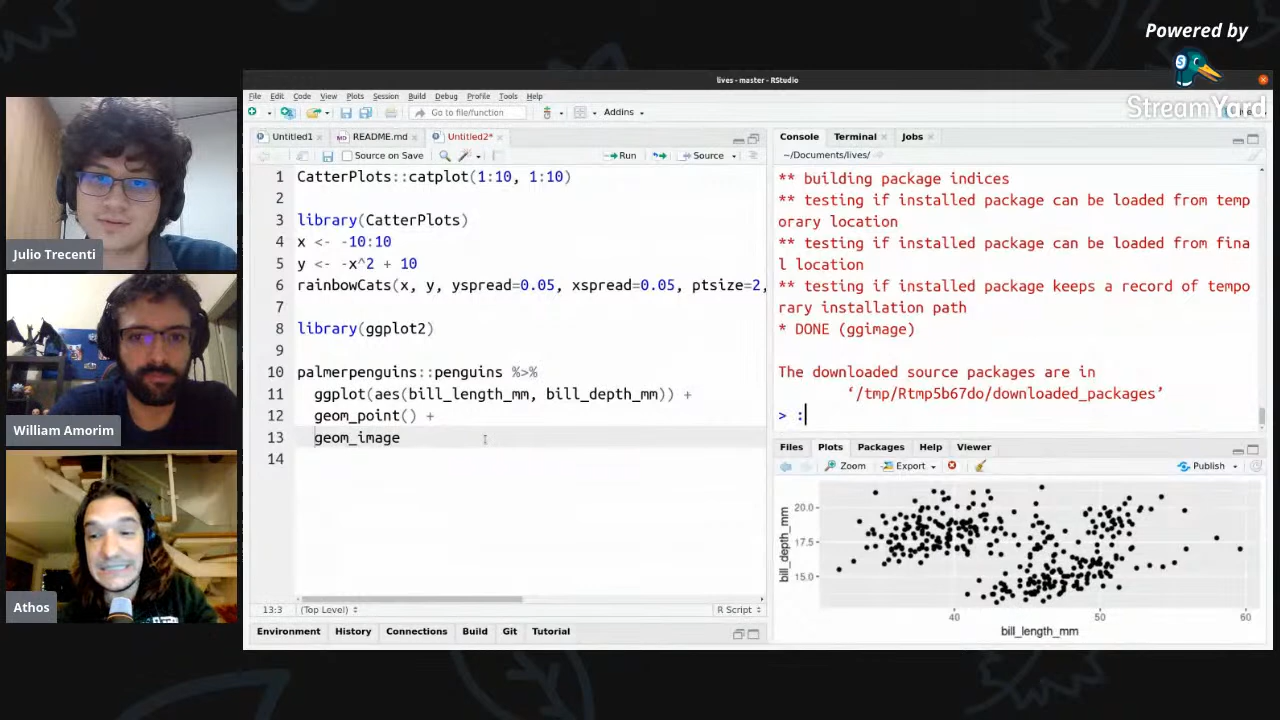 Powered by
StreamYard
Julio Trecenti
William Amorim
Athos
lives - master - RStudio
File Edit Code View Plots Session Build Debug Profile Tools Help
Go to file/function
Addins
Untitled1
README.md
Untitled2*
Source on Save
Run
Source
1 CatterPlots::catplot(1:10, 1:10)
2
3 library(CatterPlots)
4 x <- -10:10
5 y <- -x^2 + 10
6 rainbowCats(x, y, yspread=0.05, xspread=0.05, ptsize=2,
7
8 library(ggplot2)
9
10 palmerpenguins::penguins %>%
11 ggplot(aes(bill_length_mm, bill_depth_mm)) +
12 geom_point() +
13 geom_image
14
13:3
(Top Level)
R Script
Environment History Connections Build Git Tutorial
Console Terminal Jobs
~/Documents/lives/
** building package indices
** testing if installed package can be loaded from temp
orary location
** testing if installed package can be loaded from fina
l location
** testing if installed package keeps a record of tempo
rary installation path
* DONE (ggimage)
The downloaded source packages are in
‘/tmp/Rtmp5b67do/downloaded_packages’
> :
Files Plots Packages Help Viewer
Zoom
Export
Publish
bill_depth_mm
20.0
17.5
15.0
40
50
60
bill_length_mm